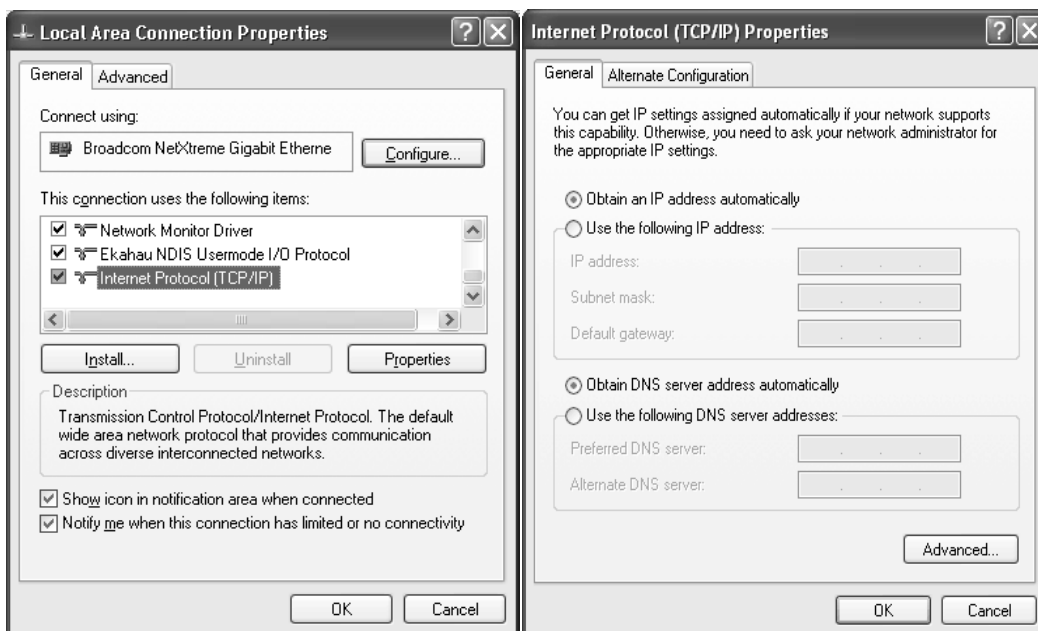 Local Area Connection Properties
General Advanced
Connect using:
Broadcom NetXtreme Gigabit Etherne
Configure...
This connection uses the following items:
Network Monitor Driver
Ekahau NDIS Usermode I/O Protocol
Internet Protocol (TCP/IP)
Install... Uninstall Properties
Description
Transmission Control Protocol/Internet Protocol. The default
wide area network protocol that provides communication
across diverse interconnected networks.
Show icon in notification area when connected
Notify me when this connection has limited or no connectivity
OK Cancel
Internet Protocol (TCP/IP) Properties
General Alternate Configuration
You can get IP settings assigned automatically if your network supports
this capability. Otherwise, you need to ask your network administrator for
the appropriate IP settings.
Obtain an IP address automatically
Use the following IP address:
IP address:
Subnet mask:
Default gateway:
Obtain DNS server address automatically
Use the following DNS server addresses:
Preferred DNS server:
Alternate DNS server:
Advanced...
OK Cancel